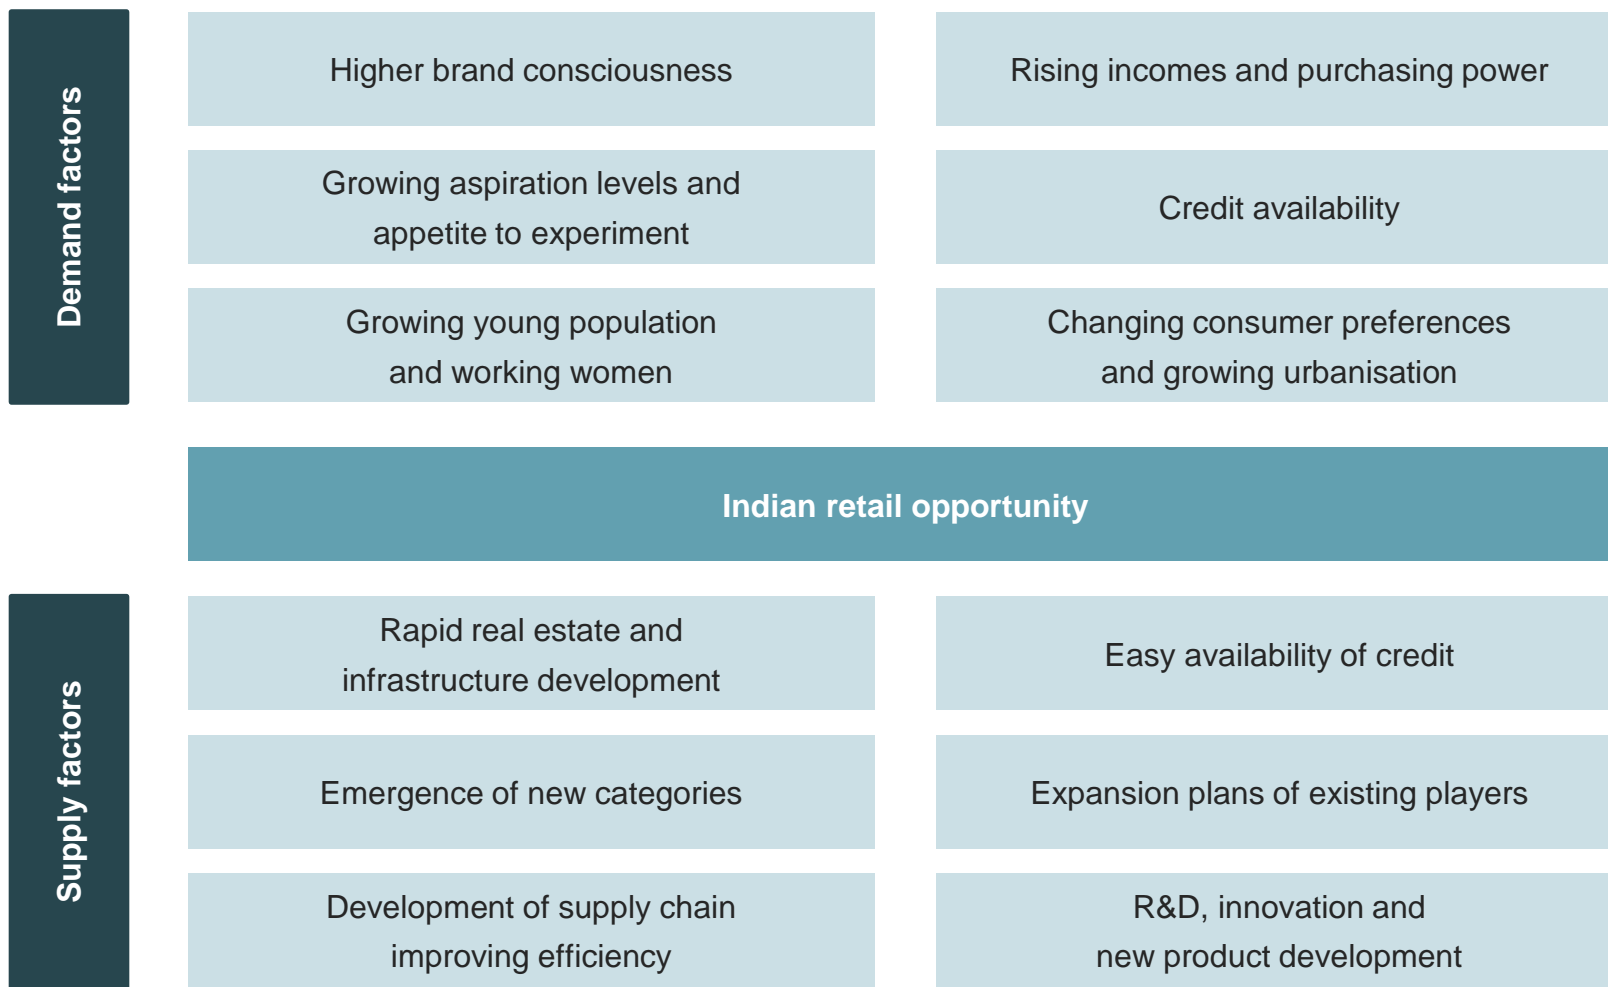 Demand factors
Higher brand consciousness
Rising incomes and purchasing power
Growing aspiration levels and
appetite to experiment
Credit availability
Growing young population
and working women
Changing consumer preferences
and growing urbanisation
Indian retail opportunity
Supply factors
Rapid real estate and
infrastructure development
Easy availability of credit
Emergence of new categories
Expansion plans of existing players
Development of supply chain
improving efficiency
R&D, innovation and
new product development